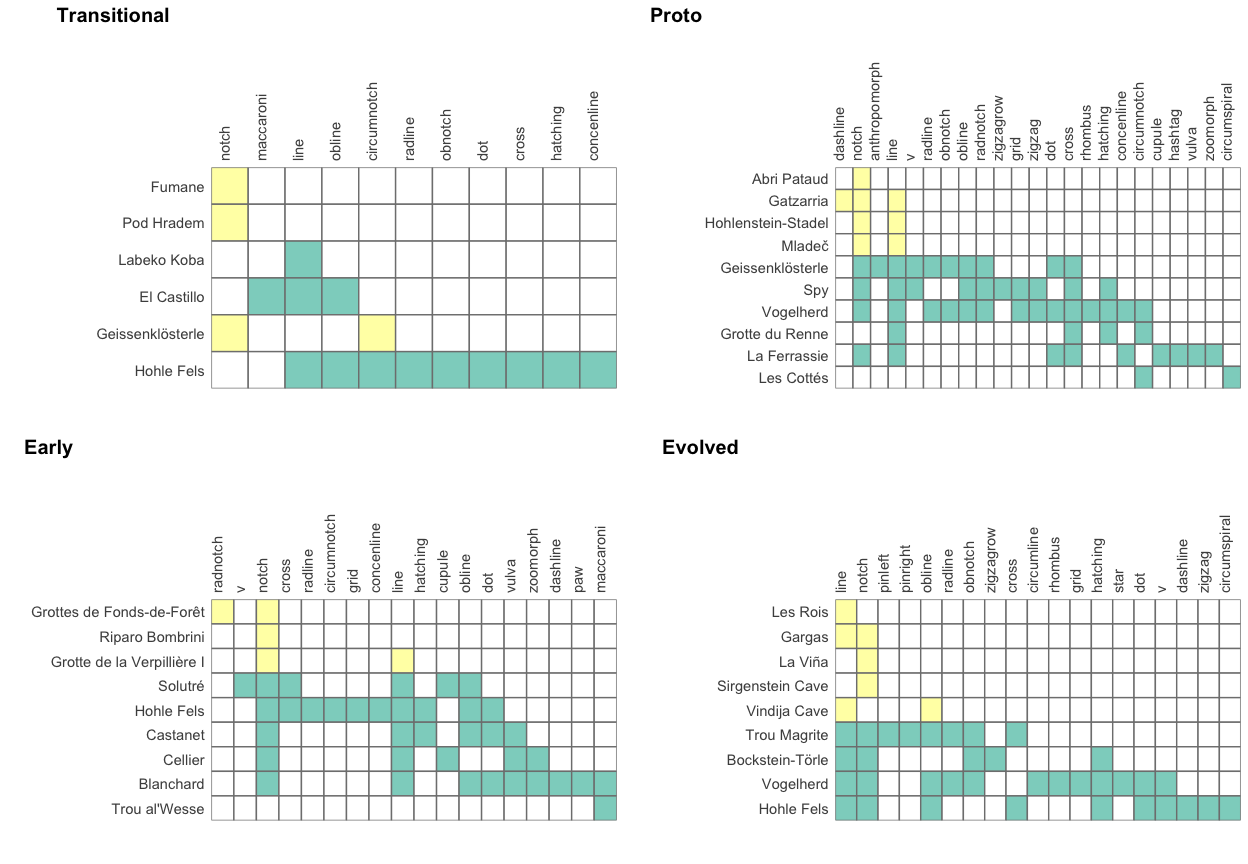 Transitional
notch
maccaroni
line
obline
circumnotch
radline
obnotch
dot
cross
hatching
concenline
Fumane
Pod Hradem
Labeko Koba
El Castillo
Geissenklösterle
Hohle Fels
Proto
dashline
notch
anthropomorph
line
v
radline
obnotch
obline
radnotch
zigzagrow
grid
zigzag
dot
cross
rhombus
hatching
concenline
circumnotch
cupule
hashtag
vulva
zoomorph
circumspiral
Abri Pataud
Gatzarria
Hohlenstein-Stadel
Mladeč
Geissenklösterle
Spy
Vogelherd
Grotte du Renne
La Ferrassie
Les Cottés
Early
radnotch
v
notch
cross
radline
circumnotch
grid
concenline
line
hatching
cupule
obline
dot
vulva
zoomorph
dashline
paw
maccaroni
Grottes de Fonds-de-Forêt
Riparo Bombrini
Grotte de la Verpillière I
Solutré
Hohle Fels
Castanet
Cellier
Blanchard
Trou al'Wesse
Evolved
line
notch
pinleft
pinright
obline
radline
obnotch
zigzagrow
cross
circumline
rhombus
grid
hatching
star
dot
v
dashline
zigzag
circumspiral
Les Rois
Gargas
La Viña
Sirgenstein Cave
Vindija Cave
Trou Magrite
Bockstein-Törle
Vogelherd
Hohle Fels